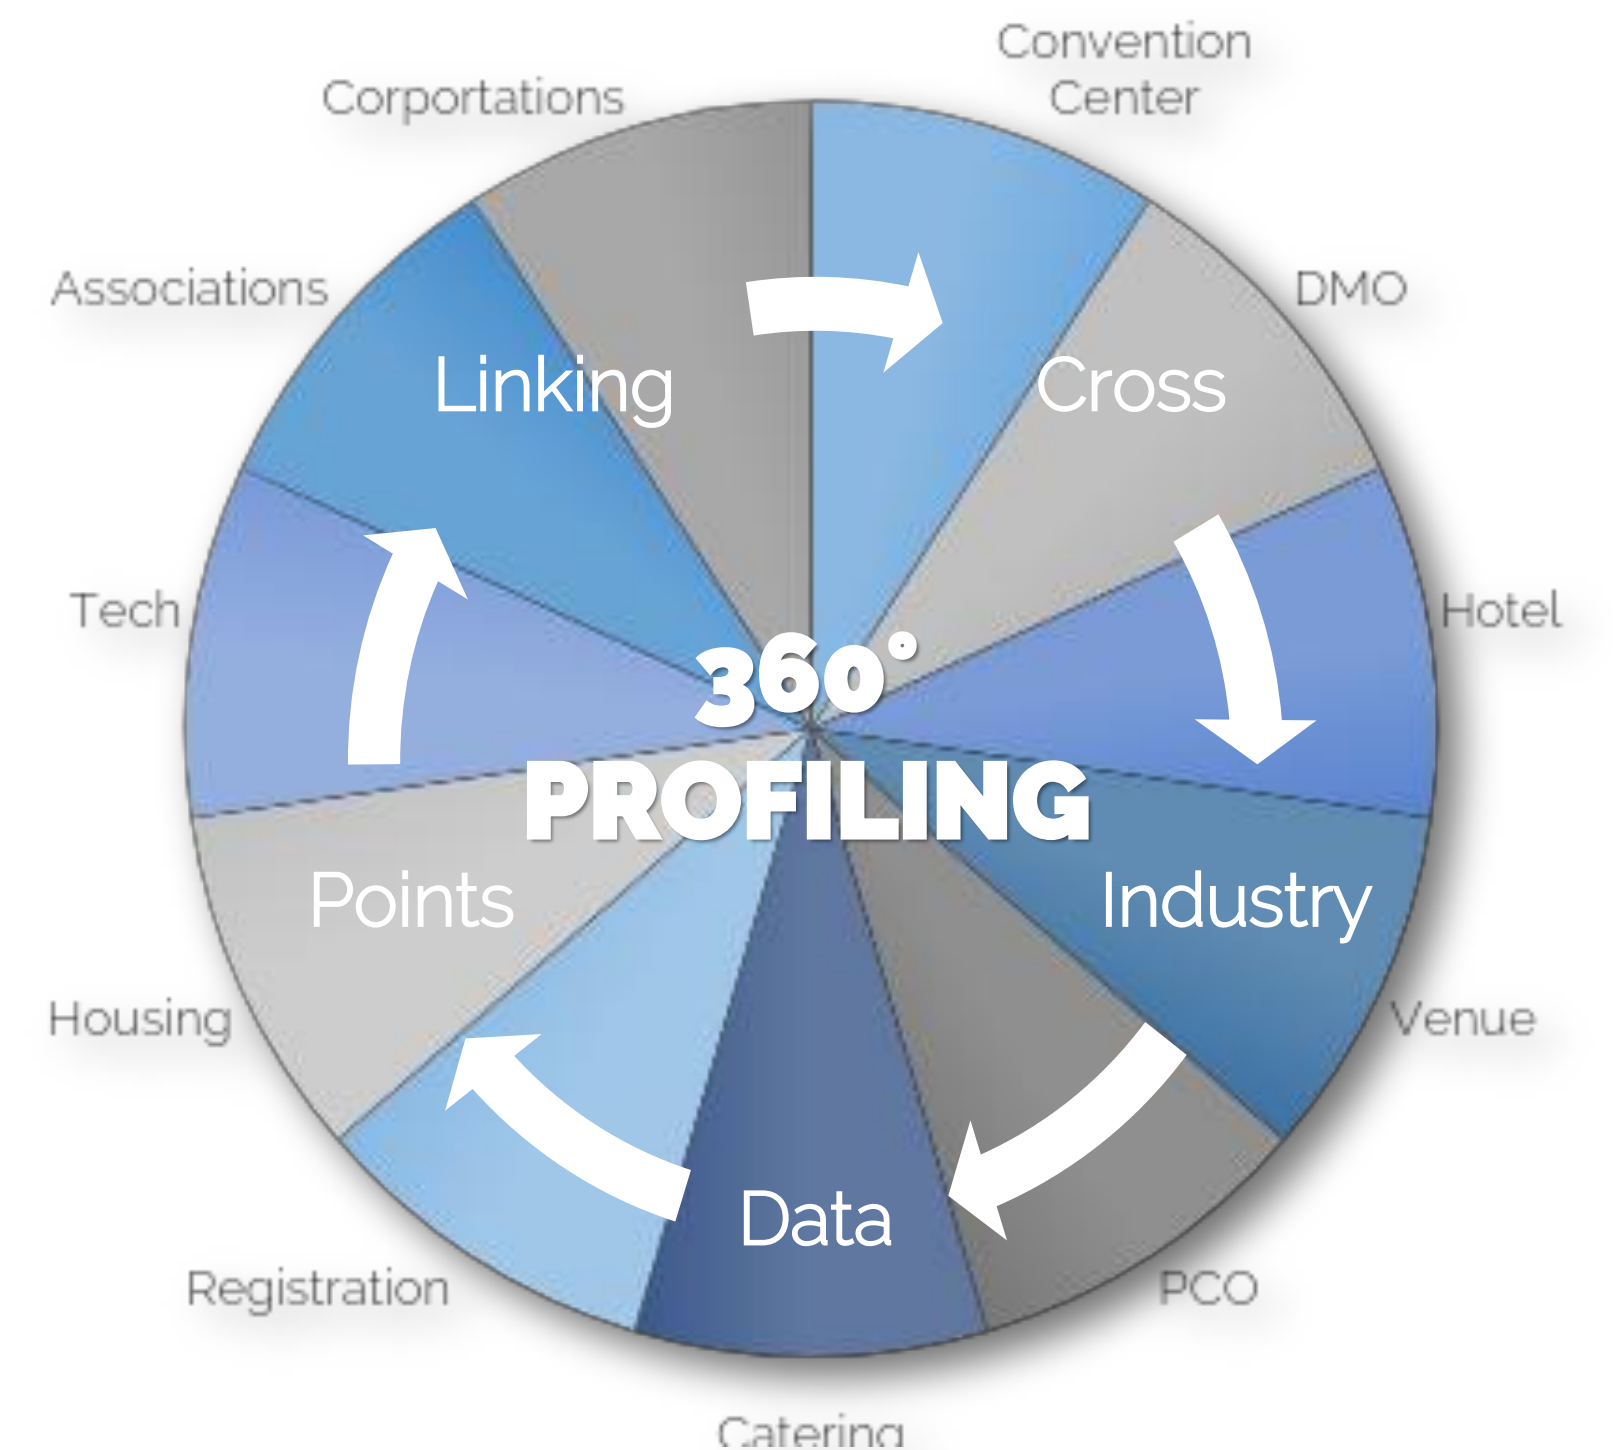 Convention
Center
Corportations
Associations
DMO
Linking
Cross
Tech
Hotel
360°
PROFILING
Points
Industry
Housing
Venue
Data
Registration
PCO
Catering